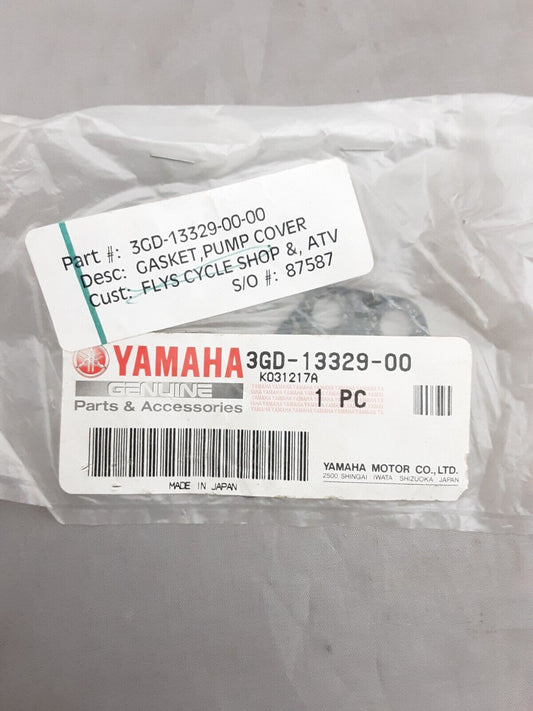 Part #: 3GD-13329-00-00
Desc: GASKET,PUMP COVER
Cust: FLYS CYCLE SHOP &, ATV
S/O #: 87587
YAMAHA
GENUINE
Parts & Accessories
3GD-13329-00
K031217A
1 PC
MADE IN JAPAN
YAMAHA MOTOR CO., LTD.
2500 SHINGAI IWATA SHIZUOKA JAPAN